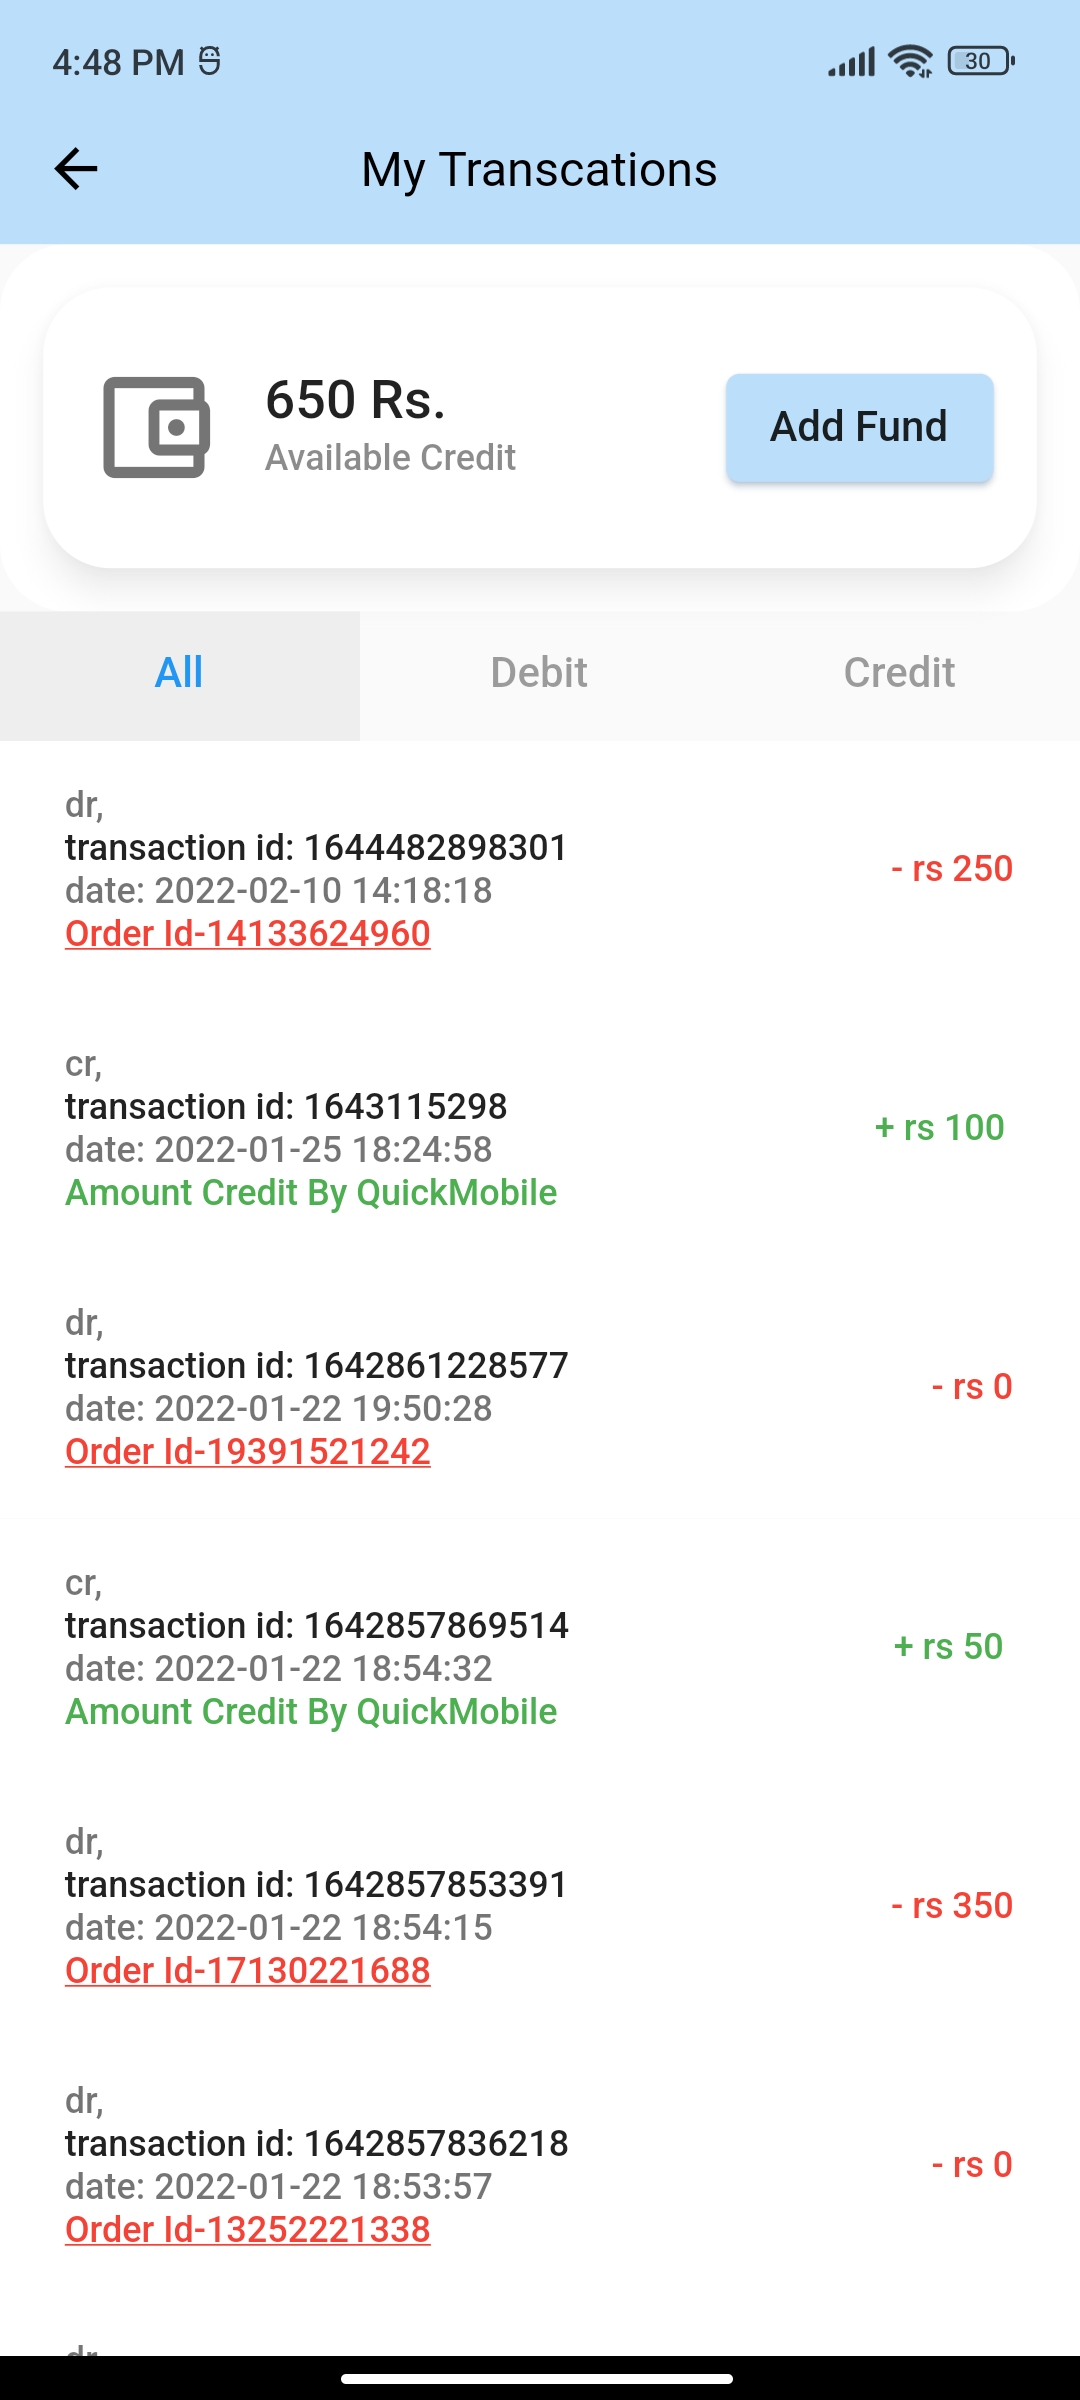 4:48 PM
30
My Transcations
650 Rs.
Available Credit
Add Fund
All
Debit
Credit
dr,
transaction id: 1644482898301
date: 2022-02-10 14:18:18
Order Id-14133624960
- rs 250
cr,
transaction id: 1643115298
date: 2022-01-25 18:24:58
Amount Credit By QuickMobile
+ rs 100
dr,
transaction id: 1642861228577
date: 2022-01-22 19:50:28
Order Id-19391521242
- rs 0
cr,
transaction id: 1642857869514
date: 2022-01-22 18:54:32
Amount Credit By QuickMobile
+ rs 50
dr,
transaction id: 1642857853391
date: 2022-01-22 18:54:15
Order Id-17130221688
- rs 350
dr,
transaction id: 1642857836218
date: 2022-01-22 18:53:57
Order Id-13252221338
- rs 0